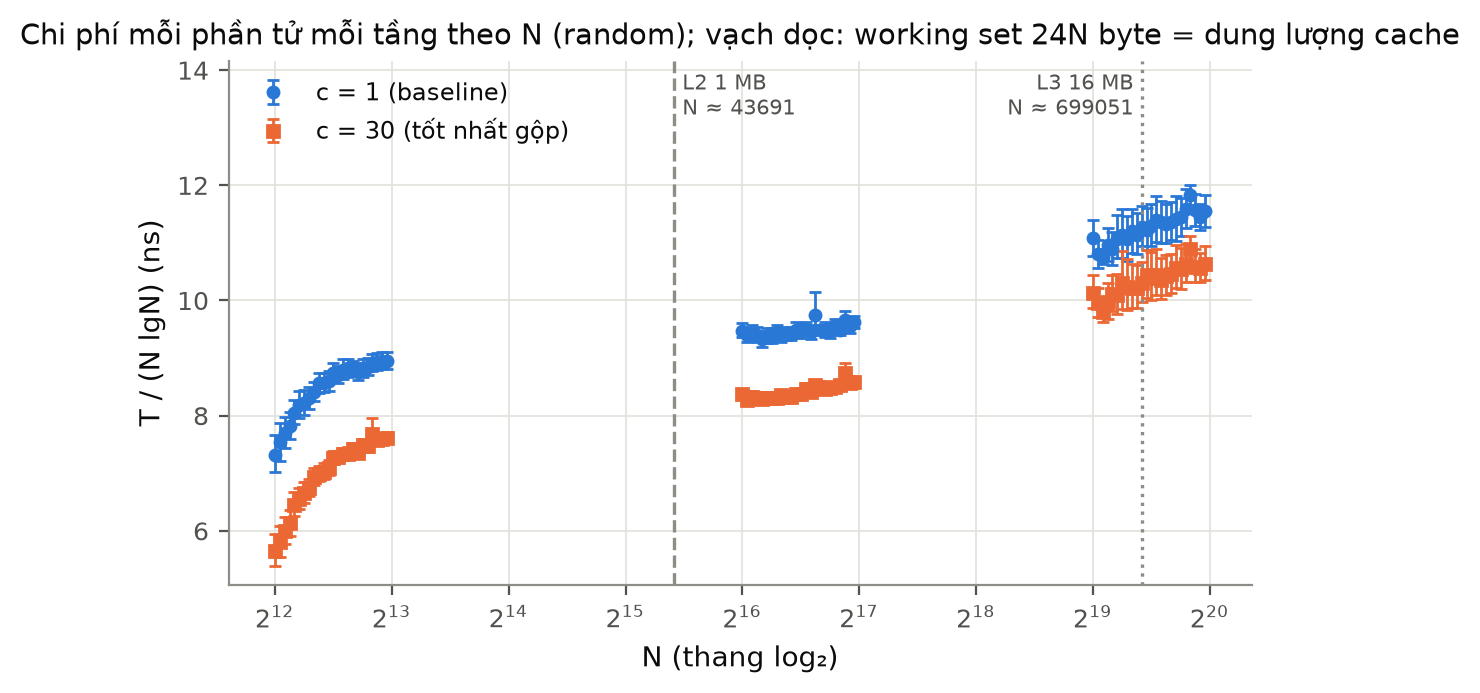 Chi phí mỗi phần tử mỗi tầng theo N (random); vạch dọc: working set 24N byte = dung lượng cache
14
12
10
8
6
T / (N lgN) (ns)
c = 1 (baseline)
c = 30 (tốt nhất gộp)
L2 1 MB
N ≈ 43691
L3 16 MB
N ≈ 699051
2¹² 2¹³ 2¹⁴ 2¹⁵ 2¹⁶ 2¹⁷ 2¹⁸ 2¹⁹ 2²⁰
N (thang log₂)